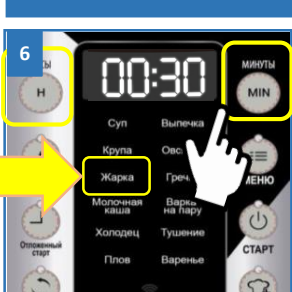 6
00:30
МИНУТЫ
H
MIN
Суп
Выпечка
Крупа
Жарка
МЕНЮ
Молочная каша
Варка на пару
Отложенный старт
Холодец
Тушение
СТАРТ
Плов
Варенье